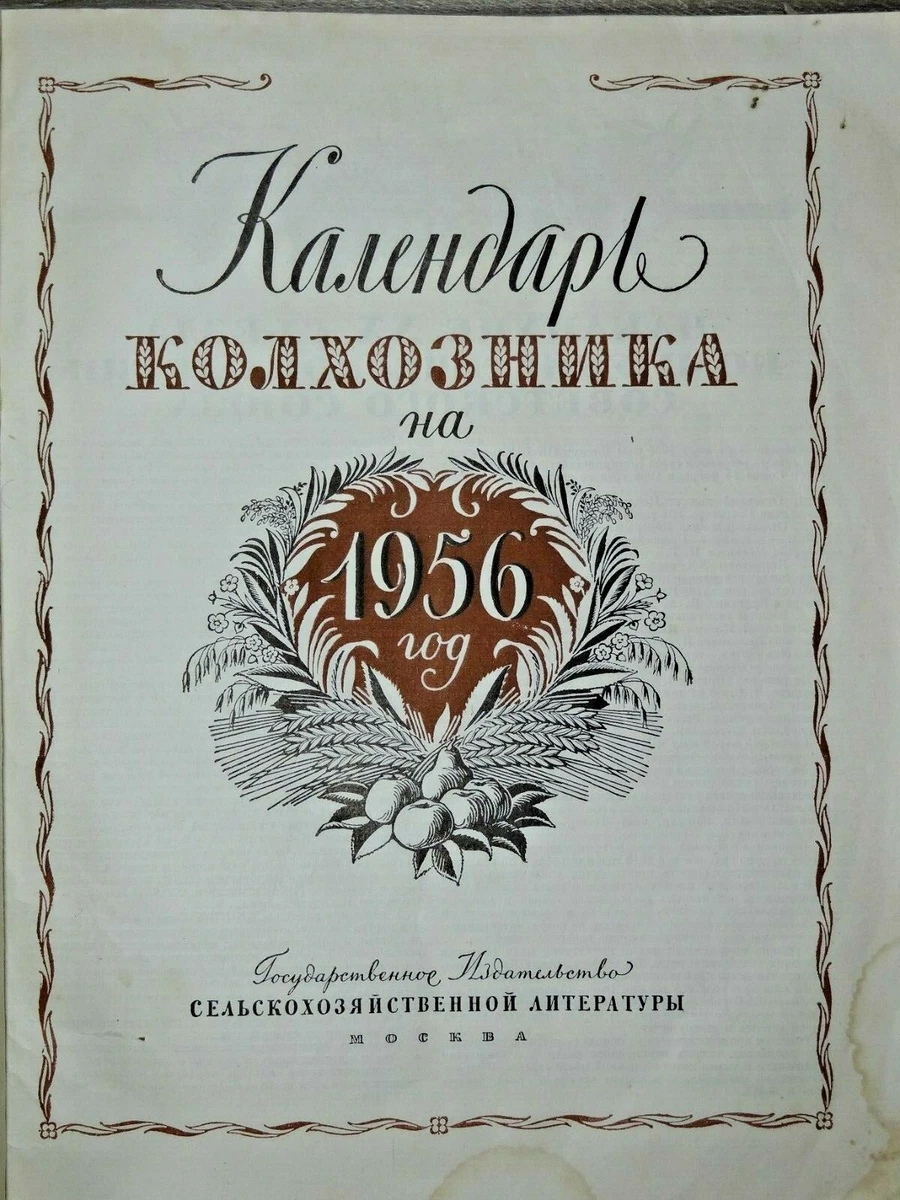 Календарь
КОЛХОЗНИКА
на
1956
год
Государственное Издательство
СЕЛЬСКОХОЗЯЙСТВЕННОЙ ЛИТЕРАТУРЫ
МОСКВА